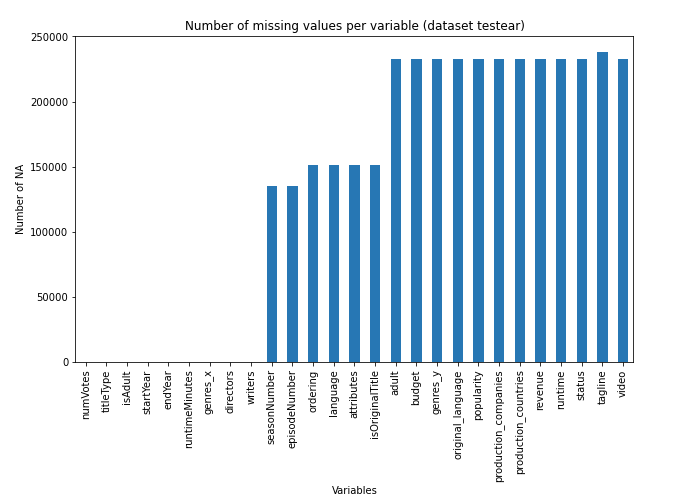 Number of missing values per variable (dataset testear)
250000
200000
150000
100000
50000
0
Number of NA
numVotes
titleType
isAdult
startYear
endYear
runtimeMinutes
genres_x
directors
writers
seasonNumber
episodeNumber
ordering
language
attributes
isOriginalTitle
adult
budget
genres_y
original_language
popularity
production_companies
production_countries
revenue
runtime
status
tagline
video
Variables